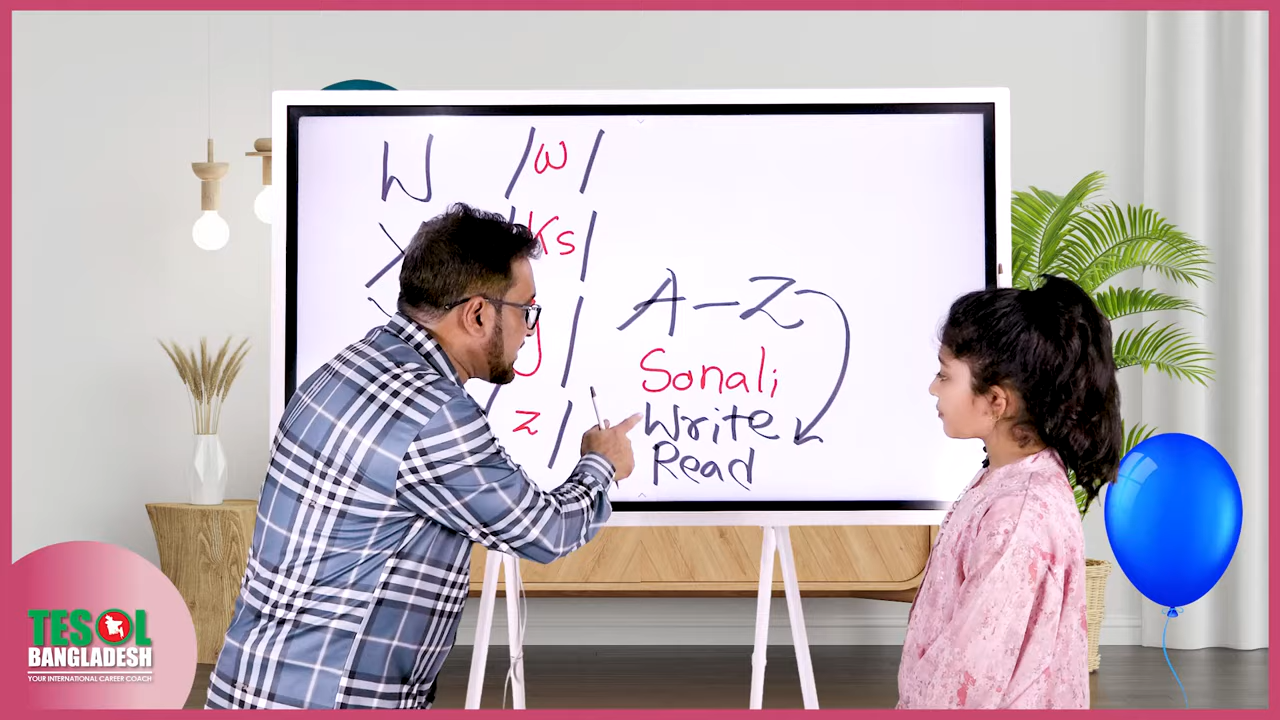 W /w/
X /Ks/
y /
/z/
A-Z
Sonali
Write
Read
TESOL
BANGLADESH
YOUR INTERNATIONAL CAREER COACH